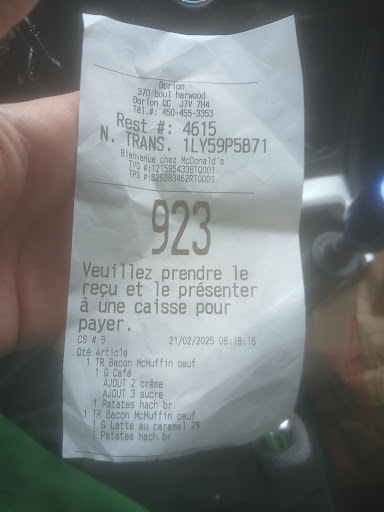 Dorion
370 boul harwood
Dorion QC J7V 7H4
Tél.#: 450-455-3353
Rest #: 4615
N. TRANS. 1LY59P5B71
Bienvenue chez McDonald's
TVQ #:1215954338TQ001
TPS #:829383462RT0001
923
Veuillez prendre le
reçu et le présenter
à une caisse pour
payer.
CS # 9 21/02/2025 08:18:16
Qté Article
1 TR Bacon McMuffin oeuf
1 G Café
AJOUT 2 crème
AJOUT 3 sucre
1 Patates hach br
1 TR Bacon McMuffin oeuf
1 G Latte au caramel 2%
1 Patates hach br